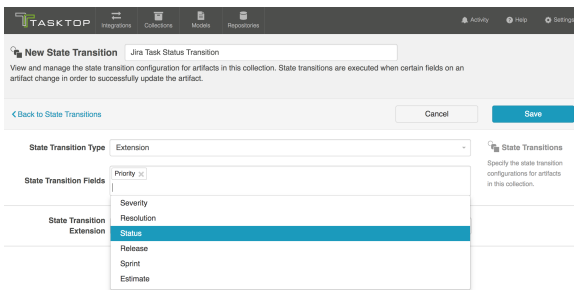 TASKTOP
Integrations
Collections
Models
Repositories
Activity
Help
Settings
New State Transition
Jira Task Status Transition
View and manage the state transition configuration for artifacts in this collection. State transitions are executed when certain fields on an
artifact change in order to successfully update the artifact.
Back to State Transitions
Cancel
Save
State Transition Type
Extension
State Transitions
Specify the state transition
configurations for artifacts
in this collection.
State Transition Fields
Priority
State Transition
Extension
Severity
Resolution
Status
Release
Sprint
Estimate